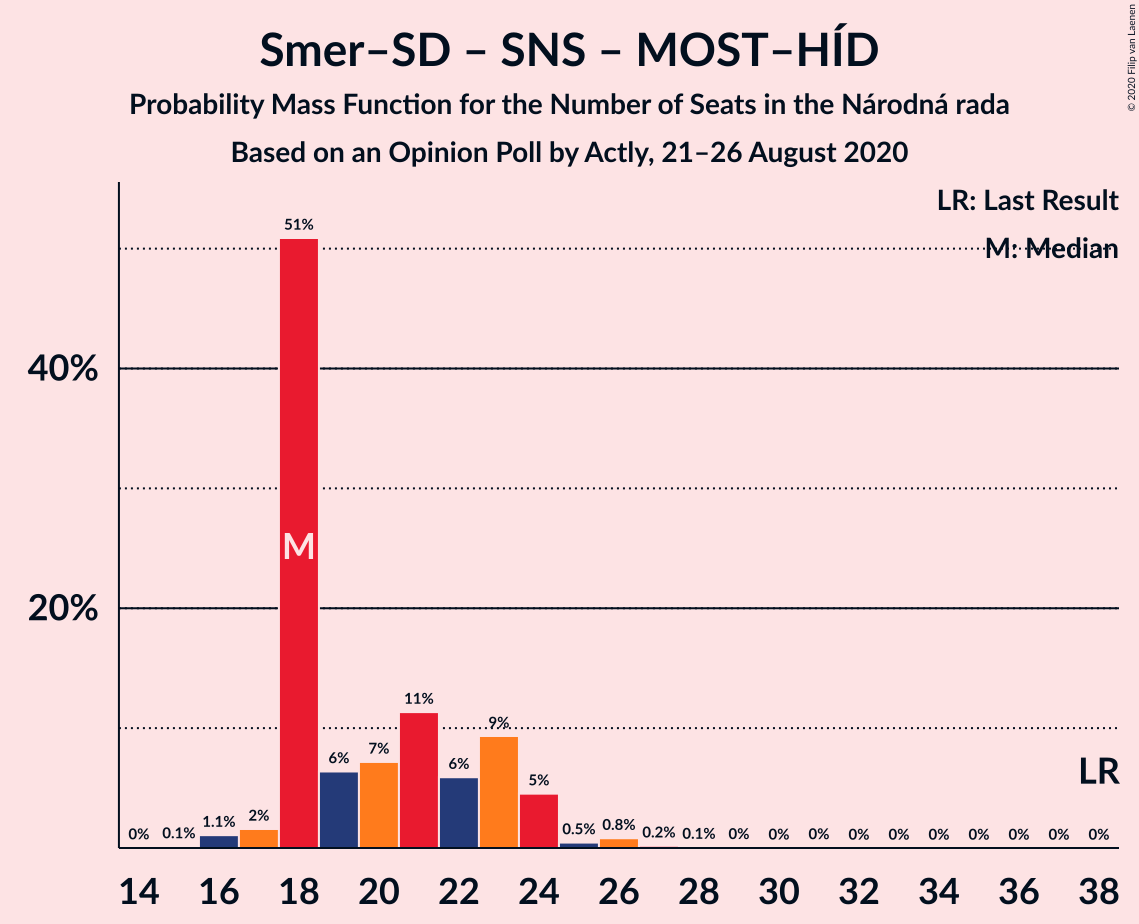 Smer–SD – SNS – MOST–HÍD
Probability Mass Function for the Number of Seats in the Národná rada
Based on an Opinion Poll by Actly, 21–26 August 2020
© 2020 Filip van Laenen
LR: Last Result
M: Median
51%
40%
M
20%
11%
9%
7%
6%
6%
5%
LR
0% 0.1% 1.1% 2% 0.5% 0.8% 0.2% 0.1% 0% 0% 0% 0% 0% 0% 0% 0% 0% 0%
14 16 18 20 22 24 26 28 30 32 34 36 38